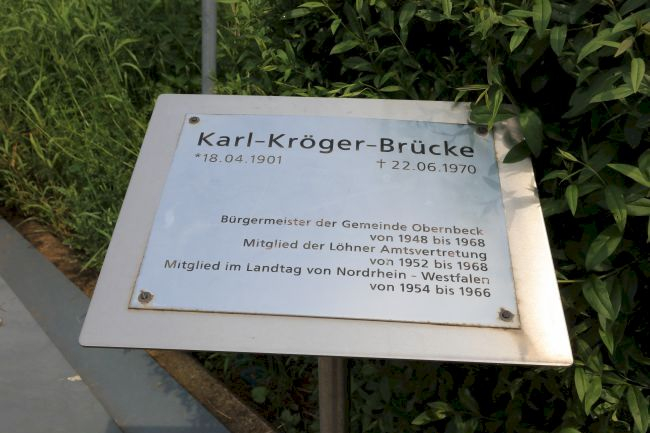 Karl-Kröger-Brücke
*18.04.1901 †22.06.1970
Bürgermeister der Gemeinde Obernbeck
von 1948 bis 1968
Mitglied der Löhner Amtsvertretung
von 1952 bis 1968
Mitglied im Landtag von Nordrhein - Westfalen
von 1954 bis 1966